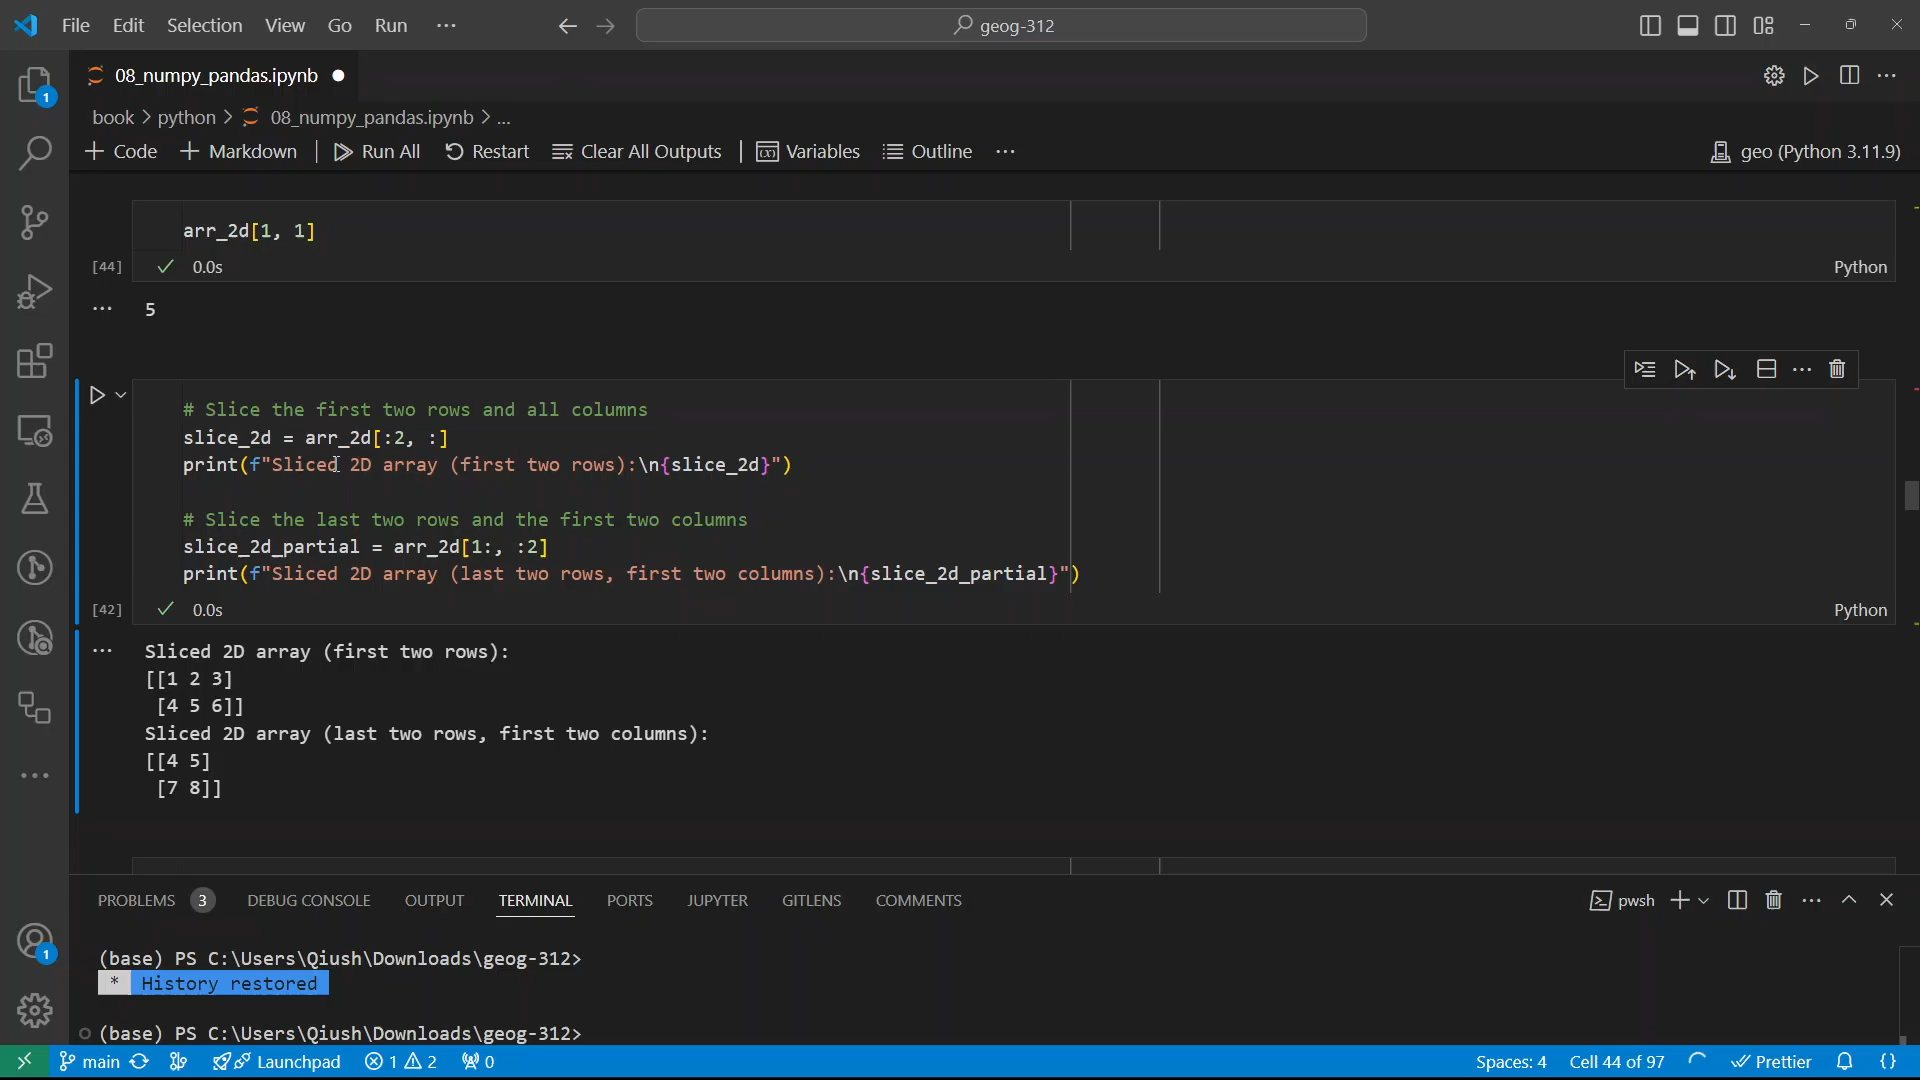 File Edit Selection View Go Run ··· geog-312
08_numpy_pandas.ipynb
1
book > python > 08_numpy_pandas.ipynb > ...
+ Code + Markdown Run All Restart Clear All Outputs Variables Outline ··· geo (Python 3.11.9)
arr_2d[1, 1]
[44] 0.0s Python
5
# Slice the first two rows and all columns
slice_2d = arr_2d[:2, :]
print(f"Sliced 2D array (first two rows):\n{slice_2d}")
# Slice the last two rows and the first two columns
slice_2d_partial = arr_2d[1:, :2]
print(f"Sliced 2D array (last two rows, first two columns):\n{slice_2d_partial}")
[42] 0.0s Python
Sliced 2D array (first two rows):
[[1 2 3]
[4 5 6]]
Sliced 2D array (last two rows, first two columns):
[[4 5]
[7 8]]
PROBLEMS 3 DEBUG CONSOLE OUTPUT TERMINAL PORTS JUPYTER GITLENS COMMENTS pwsh
(base) PS C:\Users\Qiush\Downloads\geog-312>
* History restored
1
(base) PS C:\Users\Qiush\Downloads\geog-312>
main Launchpad 1 2 0 Spaces: 4 Cell 44 of 97 Prettier {}